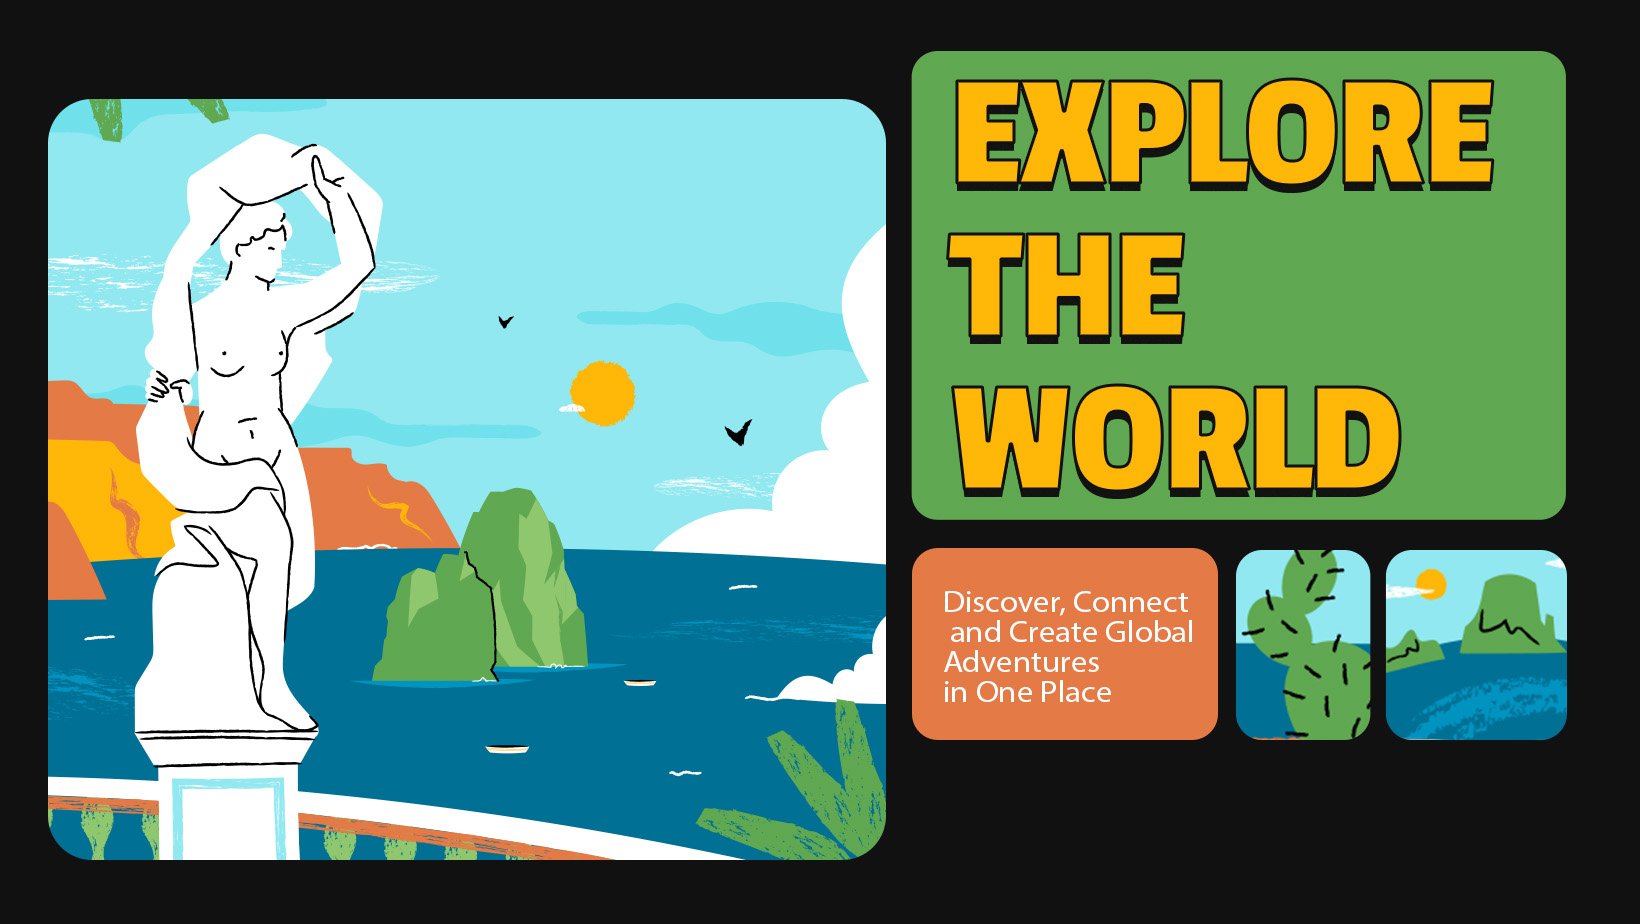 EXPLORE
THE
WORLD
Discover, Connect
and Create Global
Adventures
in One Place